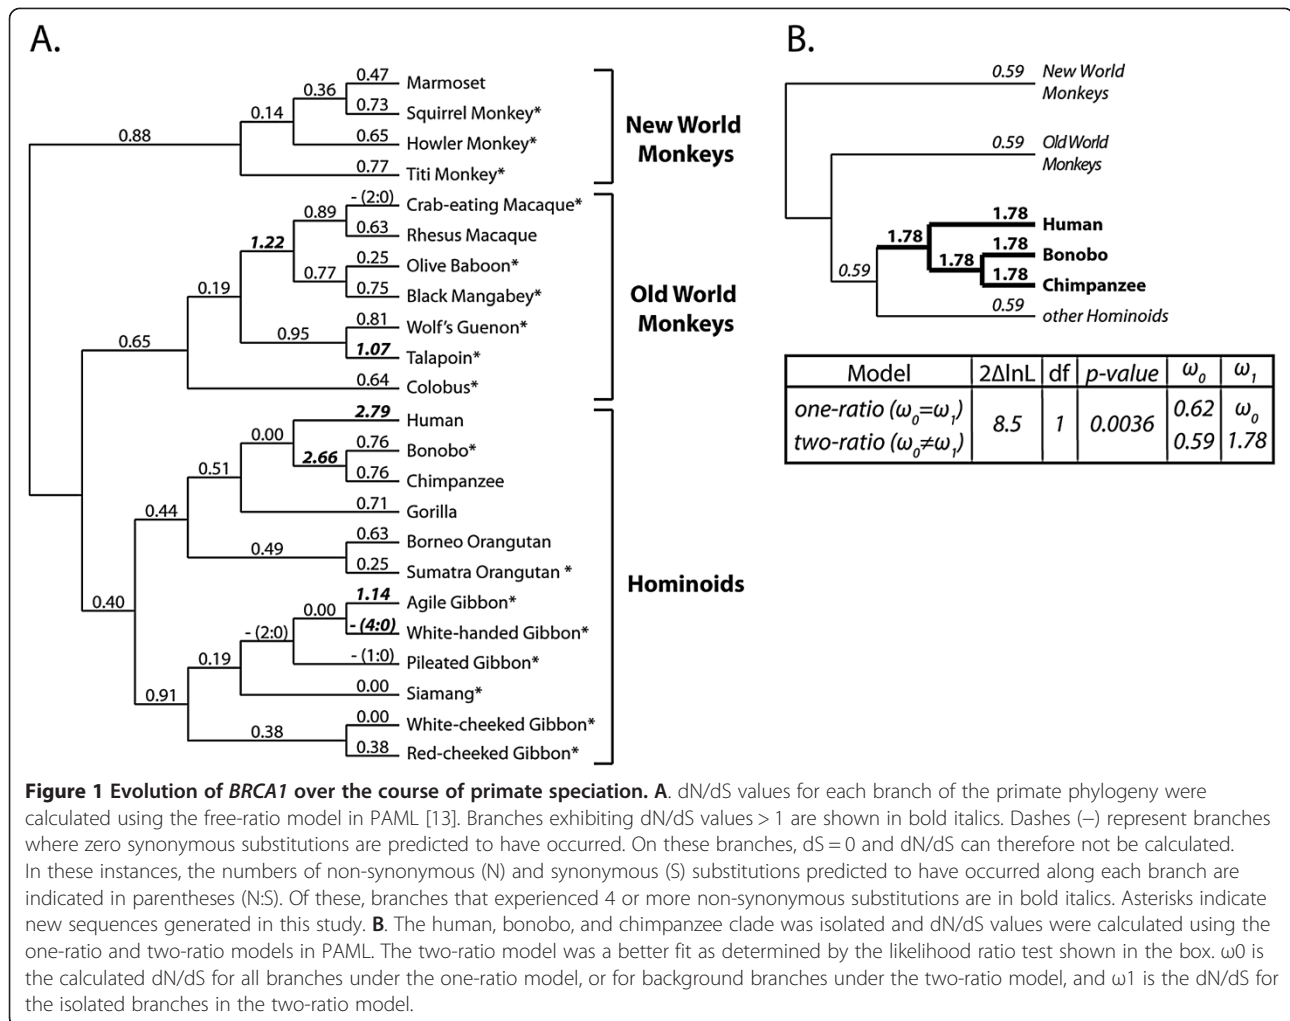 A.
0.88
0.14
0.36
0.47 Marmoset
0.73 Squirrel Monkey*
0.65 Howler Monkey*
0.77 Titi Monkey*
New World
Monkeys
0.65
0.19
1.22
0.89
- (2:0) Crab-eating Macaque*
0.63 Rhesus Macaque
0.77
0.25 Olive Baboon*
0.75 Black Mangabey*
0.95
0.81 Wolf's Guenon*
1.07 Talapoin*
0.64 Colobus*
Old World
Monkeys
0.40
0.44
0.51
0.00
2.79 Human
2.66
0.76 Bonobo*
0.76 Chimpanzee
0.71 Gorilla
0.49
0.63 Borneo Orangutan
0.25 Sumatra Orangutan *
0.91
0.19
- (2:0)
0.00
1.14 Agile Gibbon*
- (4:0) White-handed Gibbon*
- (1:0) Pileated Gibbon*
0.00 Siamang*
0.38
0.00 White-cheeked Gibbon*
0.38 Red-cheeked Gibbon*
Hominoids
B.
0.59 New World
Monkeys
0.59 Old World
Monkeys
0.59
1.78
1.78 Human
1.78
1.78 Bonobo
1.78 Chimpanzee
0.59 other Hominoids
Model 2ΔlnL df p-value ω₀ ω₁
one-ratio (ω₀=ω₁) 8.5 1 0.0036 0.62 ω₀
two-ratio (ω₀≠ω₁) 0.59 1.78
Figure 1 Evolution of BRCA1 over the course of primate speciation. A. dN/dS values for each branch of the primate phylogeny were
calculated using the free-ratio model in PAML [13]. Branches exhibiting dN/dS values > 1 are shown in bold italics. Dashes (−) represent branches
where zero synonymous substitutions are predicted to have occurred. On these branches, dS = 0 and dN/dS can therefore not be calculated.
In these instances, the numbers of non-synonymous (N) and synonymous (S) substitutions predicted to have occurred along each branch are
indicated in parentheses (N:S). Of these, branches that experienced 4 or more non-synonymous substitutions are in bold italics. Asterisks indicate
new sequences generated in this study. B. The human, bonobo, and chimpanzee clade was isolated and dN/dS values were calculated using the
one-ratio and two-ratio models in PAML. The two-ratio model was a better fit as determined by the likelihood ratio test shown in the box. ω0 is
the calculated dN/dS for all branches under the one-ratio model, or for background branches under the two-ratio model, and ω1 is the dN/dS for
the isolated branches in the two-ratio model.